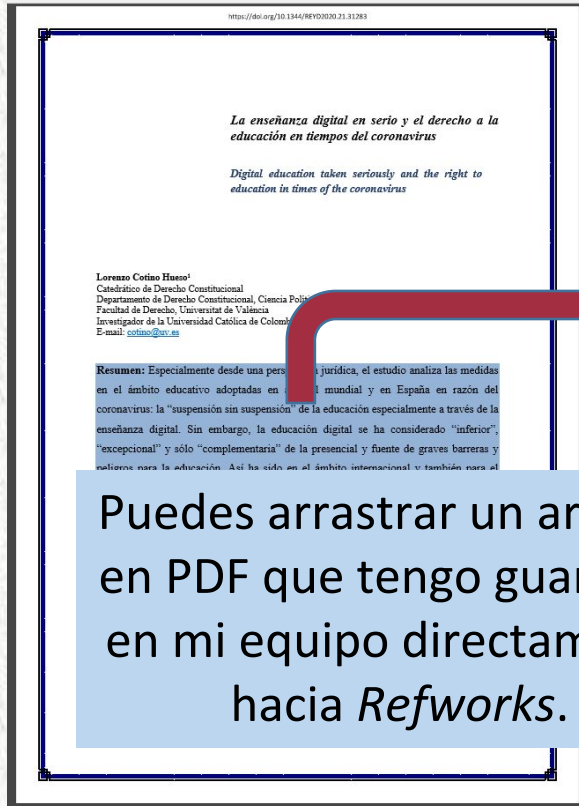 https://doi.org/10.1344/REYD2020.21.31283
La enseñanza digital en serio y el derecho a la
educación en tiempos del coronavirus
Digital education taken seriously and the right to
education in times of the coronavirus
Lorenzo Cotino Hueso¹
Catedrático de Derecho Constitucional
Departamento de Derecho Constitucional, Ciencia
Facultad de Derecho, Universitat de València
Investigador de la Universidad Católica de
E-mail: cotino@uv.es
Resumen: Especialmente desde una jurídica, el estudio analiza las medidas
en el ámbito educativo adoptadas en mundial y en España en razón del
coronavirus: la “suspensión sin suspensión” de la educación especialmente a través de la
enseñanza digital. Sin embargo, la educación digital se ha considerado “inferior”,
“excepcional” y sólo “complementaria” de la presencial y fuente de graves barreras y
peligros para la educación. Así ha sido en el ámbito internacional y también para el
Puedes arrastrar un
en PDF que tengo
en mi equipo
hacia Refworks.